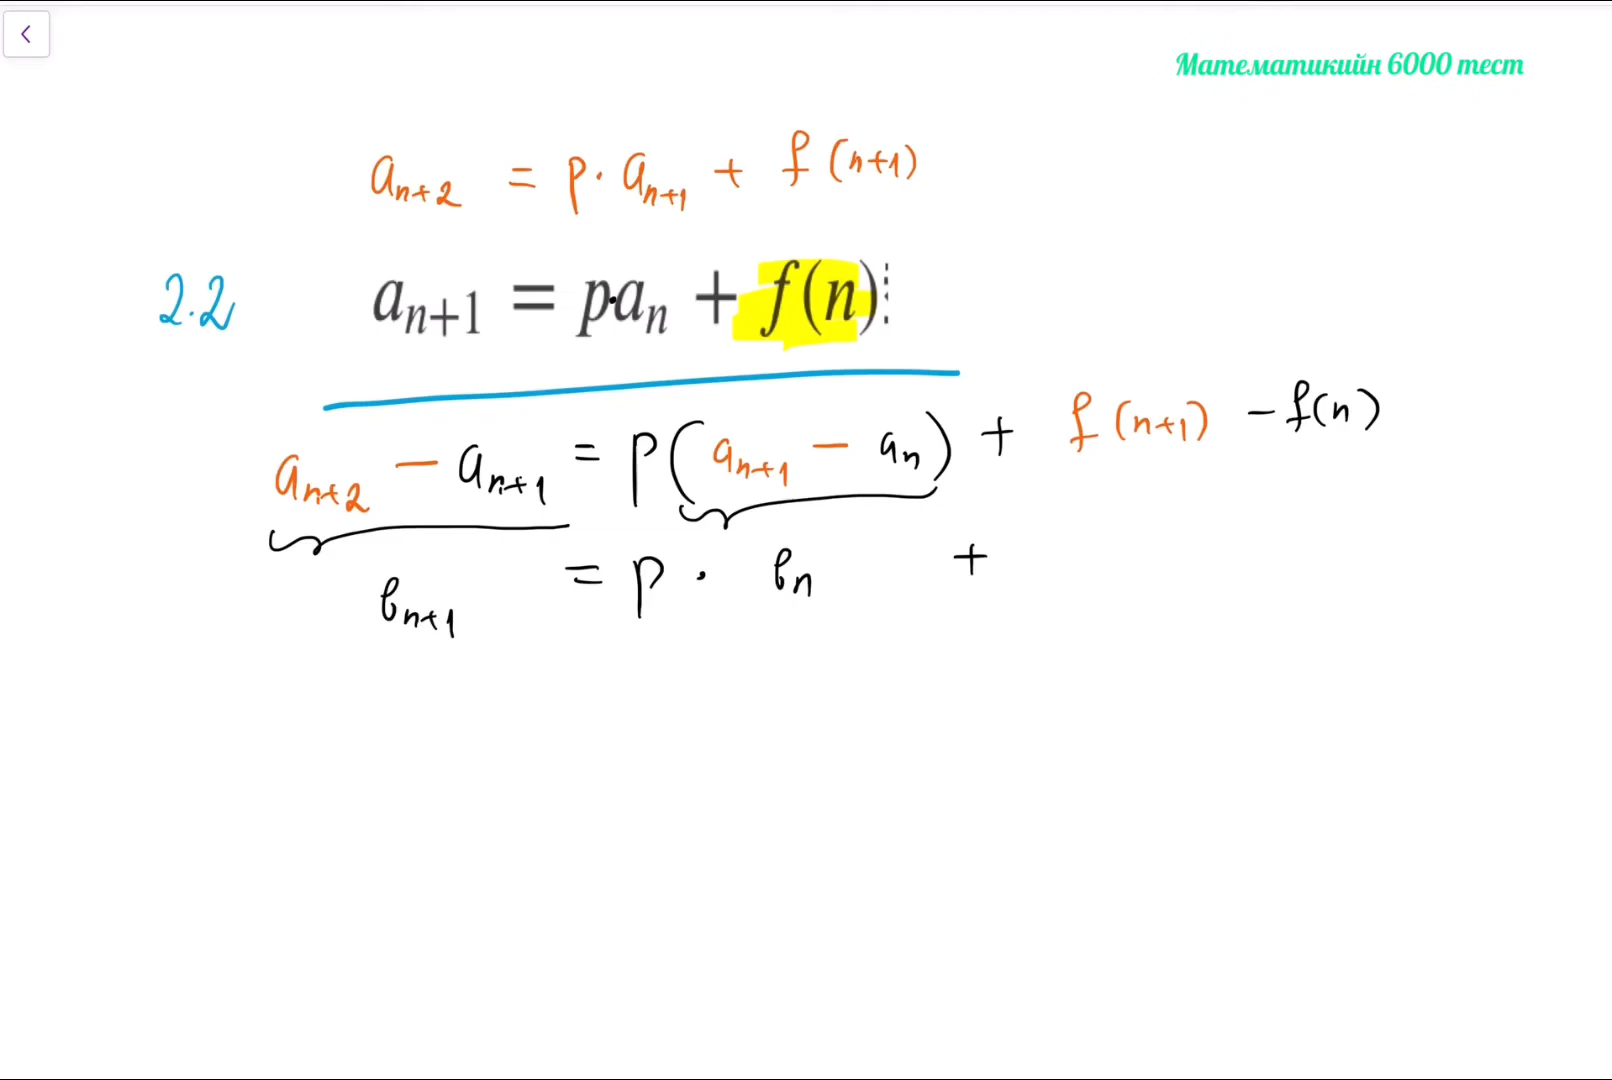 Математикийн 6000 тест
a_{n+2} = p · a_{n+1} + f(n+1)
2.2 a_{n+1} = p·a_n + f(n)⋮
a_{n+2} − a_{n+1} = p(a_{n+1} − a_n) + f(n+1) − f(n)
b_{n+1} = p · b_n +